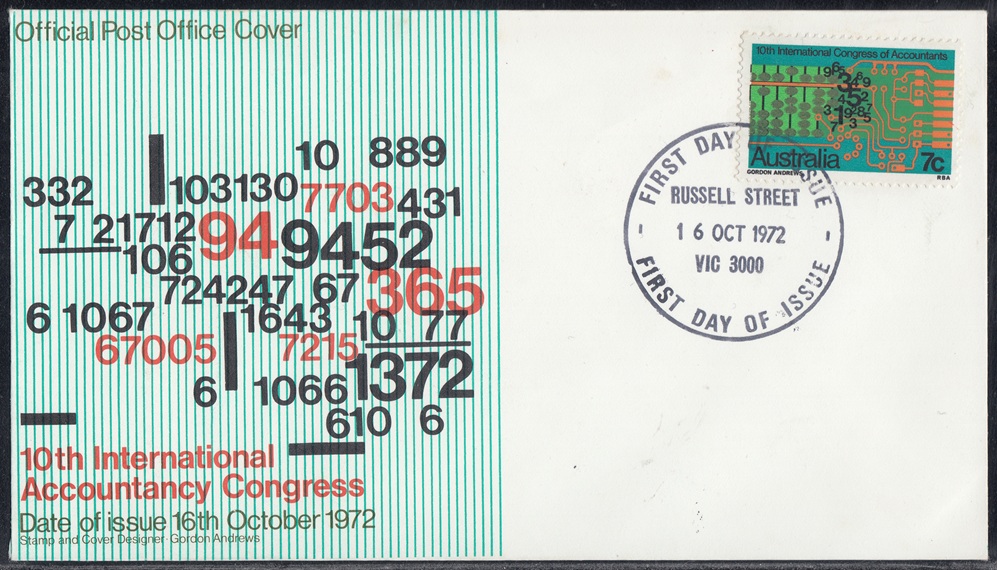 Official Post Office Cover
10 889
332 103130 7703 431
7 21712 94 9452
106
724247 67 365
6 1067 1643 10 77
67005 7215
1372
6 1066
610 6
10th International
Accountancy Congress
Date of issue 16th October 1972
Stamp and Cover Designer·Gordon Andrews
10th International Congress of Accountants
Australia 7c
GORDON ANDREWS RBA
FIRST DAY OF ISSUE
RUSSELL STREET
16 OCT 1972
VIC 3000
FIRST DAY OF ISSUE